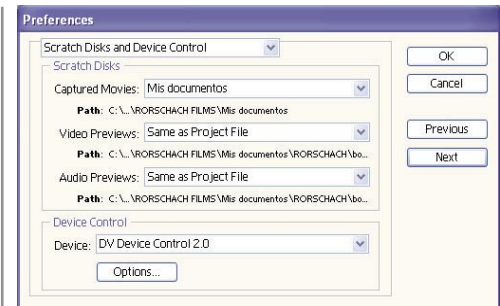 Preferences
Scratch Disks and Device Control
OK
Scratch Disks
Cancel
Captured Movies: Mis documentos
Path: C:\...\RORSCHACH FILMS\Mis documentos
Previous
Video Previews: Same as Project File
Next
Path: C:\...\RORSCHACH FILMS\Mis documentos\RORSCHACH\bo...
Audio Previews: Same as Project File
Path: C:\...\RORSCHACH FILMS\Mis documentos\RORSCHACH\bo...
Device Control
Device: DV Device Control 2.0
Options...